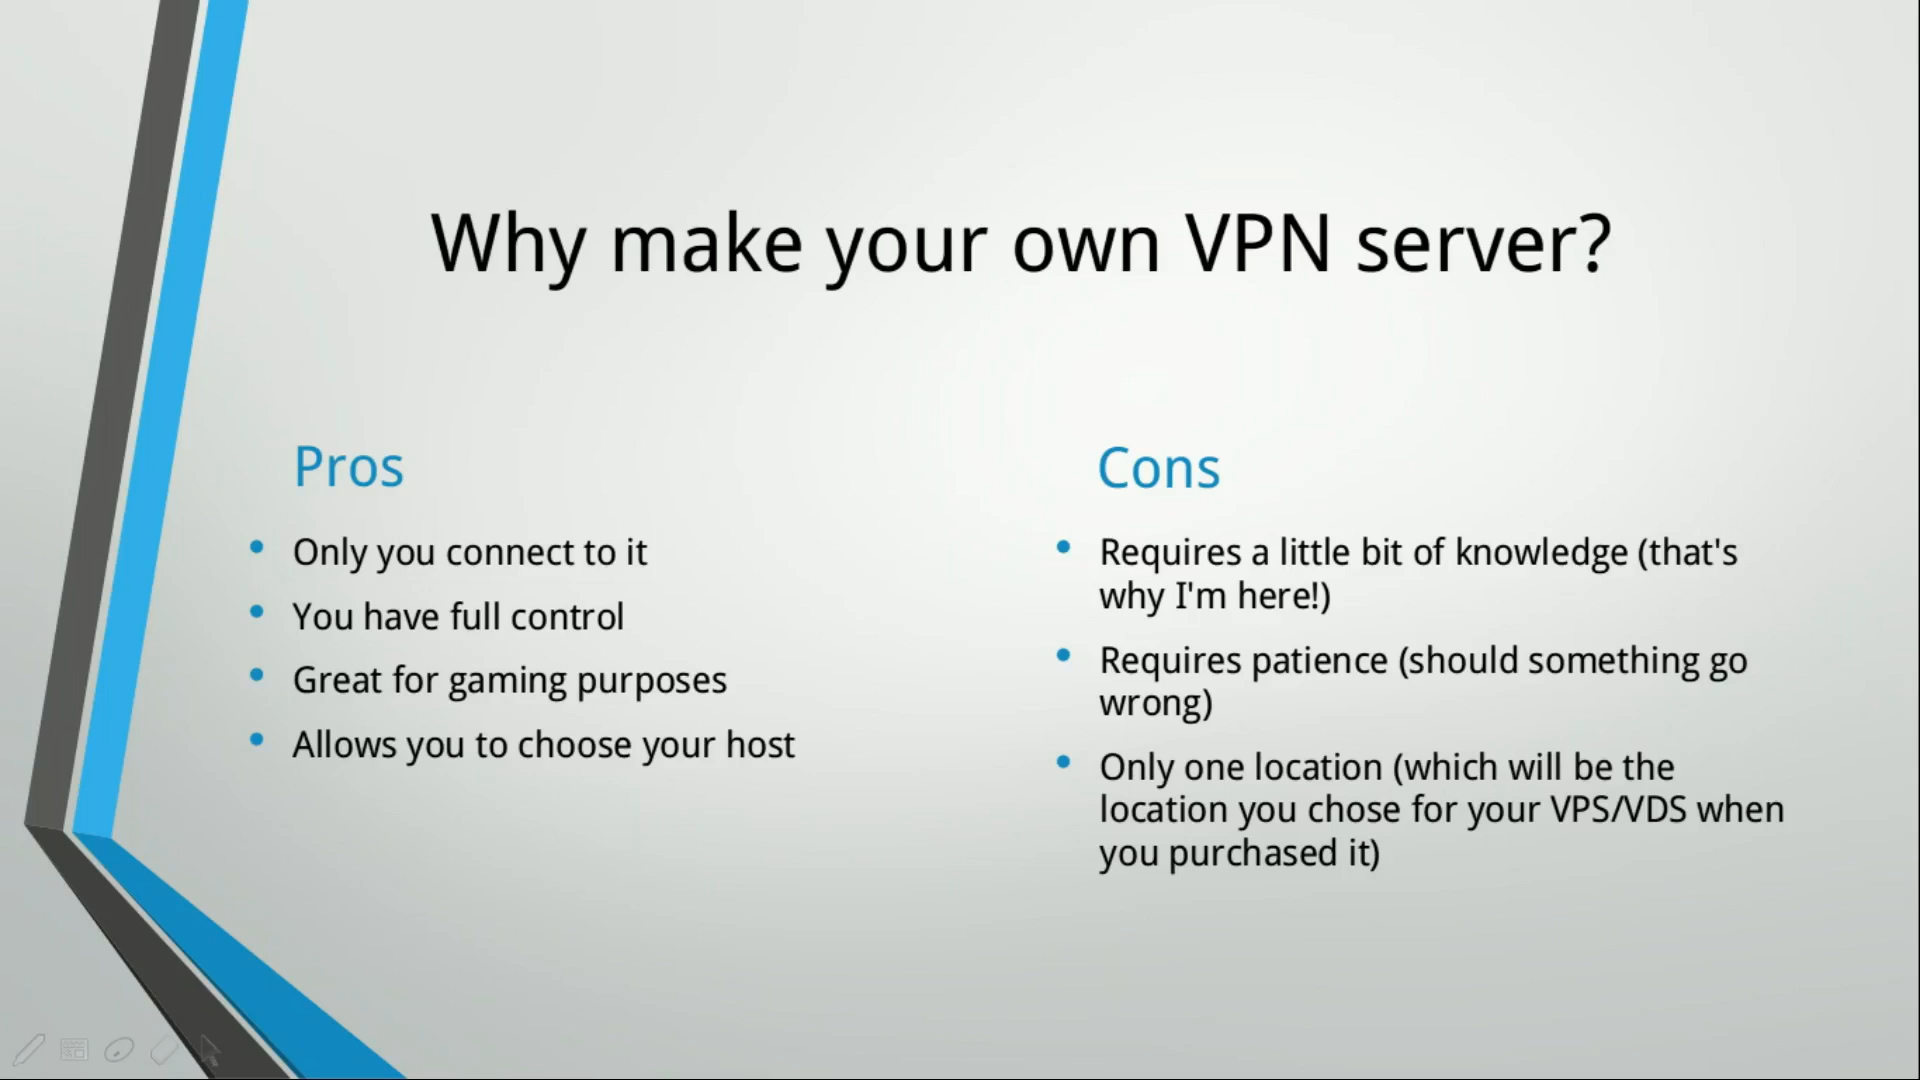 Why make your own VPN server?
Pros
Only you connect to it
You have full control
Great for gaming purposes
Allows you to choose your host
Cons
Requires a little bit of knowledge (that's
why I'm here!)
Requires patience (should something go
wrong)
Only one location (which will be the
location you chose for your VPS/VDS when
you purchased it)